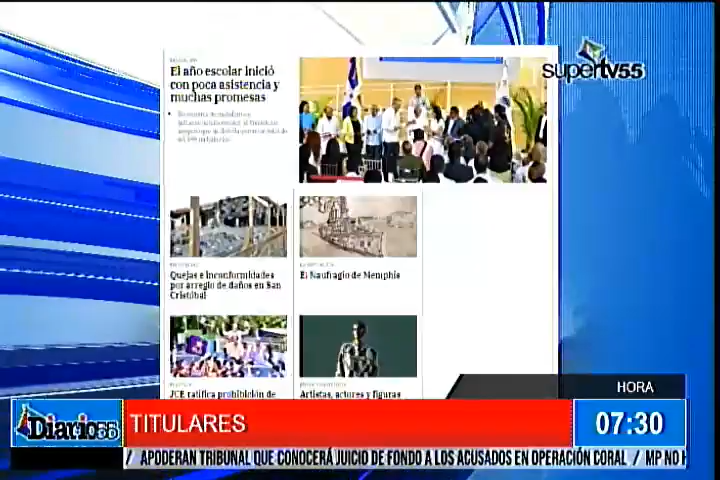 El año escolar inició
con poca asistencia y
muchas promesas
supertv55
Quejas e inconformidades
por arreglo de daños en San
Cristóbal
El Naufragio de Memphis
JCE ratifica prohibición de
Artistas, actores y figuras
HORA
Diario55
TITULARES
07:30
/ APODERAN TRIBUNAL QUE CONOCERÁ JUICIO DE FONDO A LOS ACUSADOS EN OPERACIÓN CORAL / MP NO H